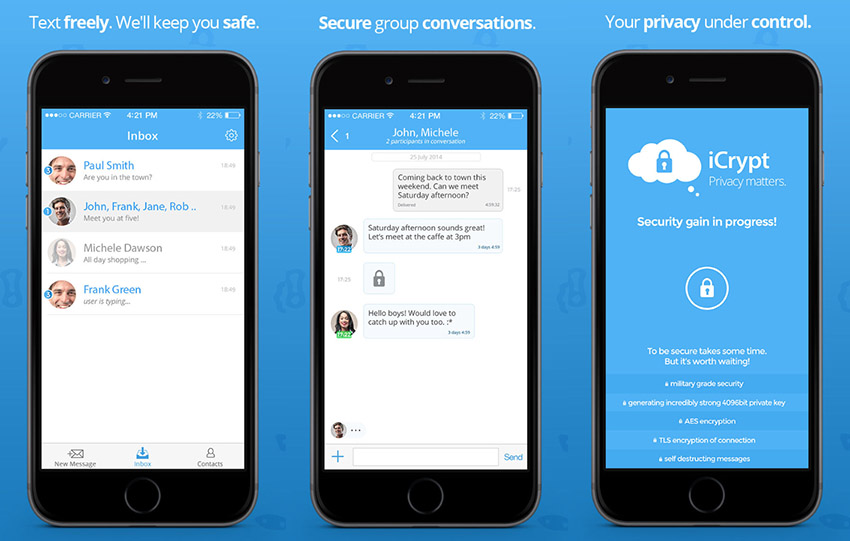 Text freely. We'll keep you safe.
CARRIER 4:21 PM 22%
Inbox
3
Paul Smith 18:46
Are you in the town?
1
John, Frank, Jane, Rob .. 18:46
Meet you at five!
Michele Dawson 18:46
All day shopping ...
3
Frank Green 18:46
user is typing...
New Message Inbox Contacts
Secure group conversations.
CARRIER 4:21 PM 22%
1 John, Michele
2 participants in conversation
25 July 2014
Coming back to town this
weekend. Can we meet
Saturday afternoon?
17:25
Delivered 4:59:32
Saturday afternoon sounds great!
Let's meet at the caffe at 3pm
17:22 3 days 4:59
17:25
Hello boys! Would love to
catch up with you too. :*
17:22 3 days 4:59
Send
Your privacy under control.
iCrypt
Privacy matters.
Security gain in progress!
To be secure takes some time.
But it's worth waiting!
military grade security
generating incredibly strong 4096bit private key
AES encryption
TLS encryption of connection
self destructing messages